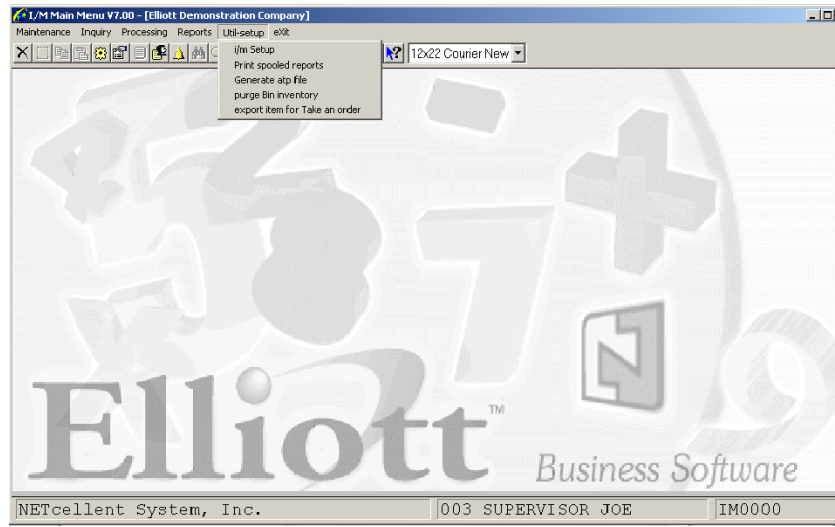 I/M Main Menu V7.00 - [Elliott Demonstration Company]
Maintenance Inquiry Processing Reports Util-setup eXit
12x22 Courier New
i/m Setup
Print spooled reports
Generate atp file
purge Bin inventory
export item for Take an order
Elliott™
Business Software
NETcellent System, Inc. 003 SUPERVISOR JOE IM0000